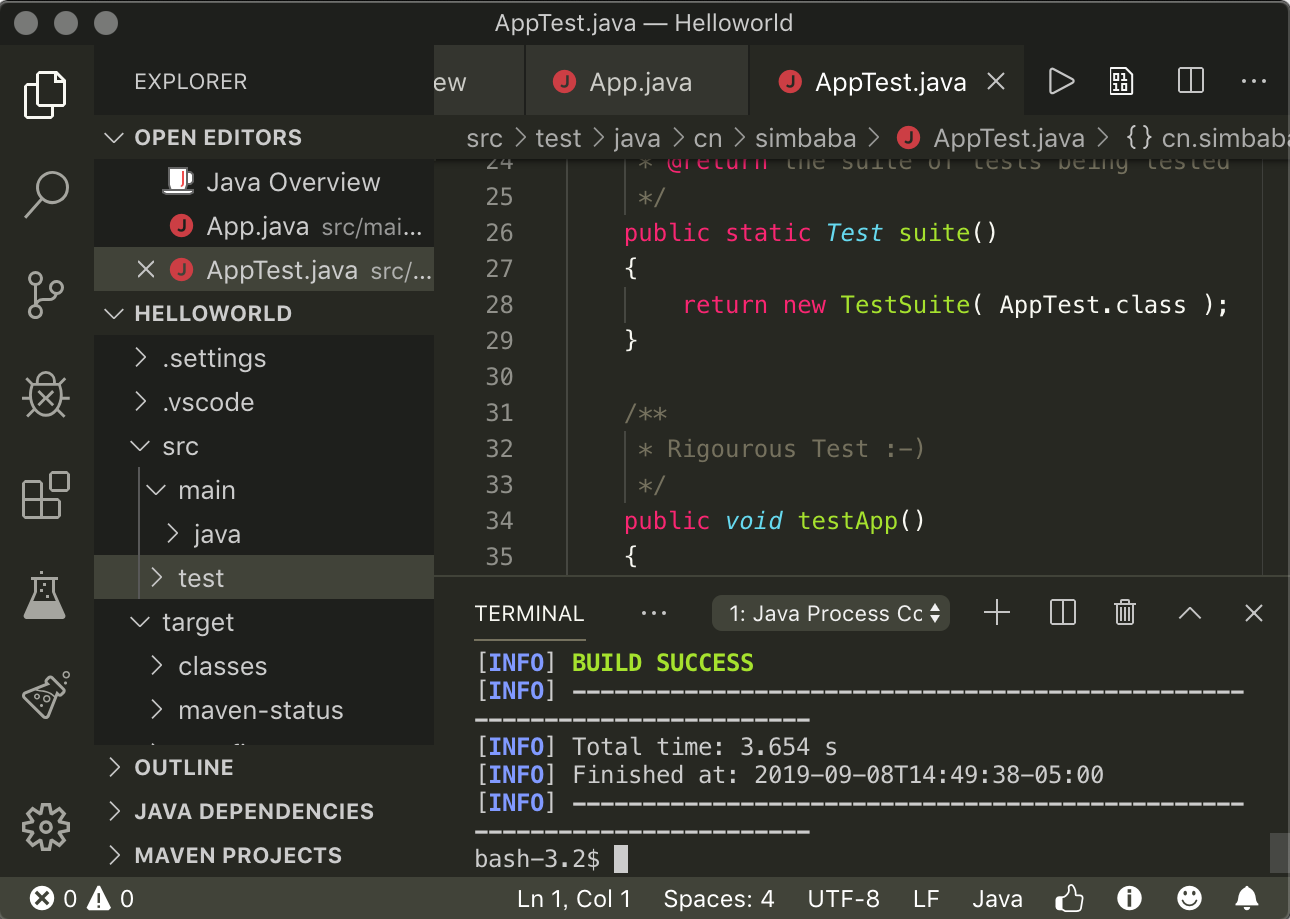 AppTest.java — Helloworld
EXPLORER
OPEN EDITORS
Java Overview
App.java src/mai...
AppTest.java src/...
HELLOWORLD
.settings
.vscode
src
main
java
test
target
classes
maven-status
OUTLINE
JAVA DEPENDENCIES
MAVEN PROJECTS
ew
App.java
AppTest.java
src > test > java > cn > simbaba > AppTest.java > {} cn.simbaba
24 * @return the suite of tests being tested
25 */
26 public static Test suite()
27 {
28 return new TestSuite( AppTest.class );
29 }
30
31 /**
32 * Rigourous Test :-)
33 */
34 public void testApp()
35 {
TERMINAL ... 1: Java Process Cc
[INFO] BUILD SUCCESS
[INFO] ------------------------------------------------
------------------------
[INFO] Total time: 3.654 s
[INFO] Finished at: 2019-09-08T14:49:38-05:00
[INFO] ------------------------------------------------
------------------------
bash-3.2$
0 0 Ln 1, Col 1 Spaces: 4 UTF-8 LF Java